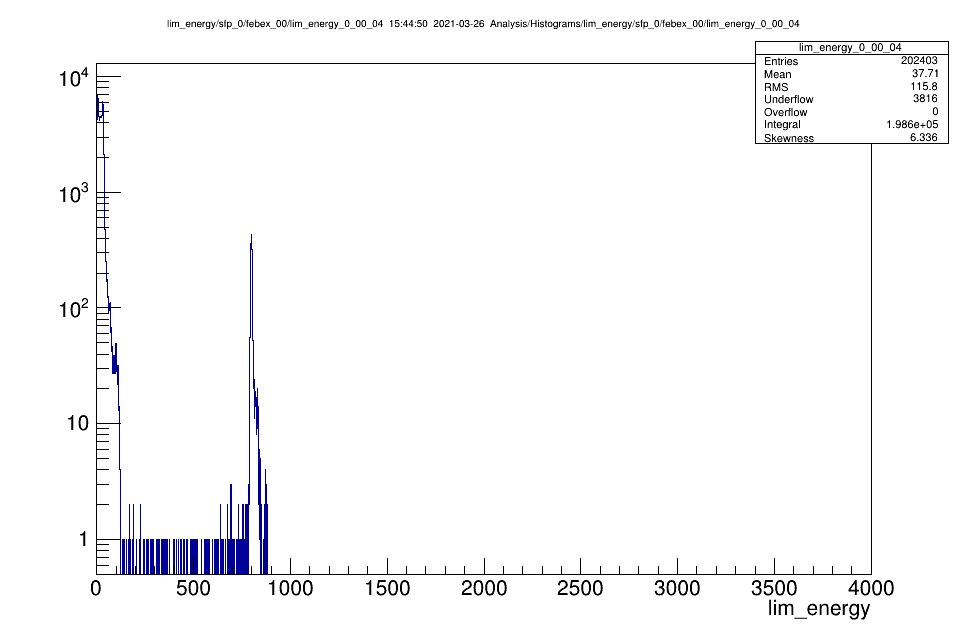 lim_energy/sfp_0/febex_00/lim_energy_0_00_04 15:44:50 2021-03-26 Analysis/Histograms/lim_energy/sfp_0/febex_00/lim_energy_0_00_04
lim_energy_0_00_04
Entries 202403
Mean 37.71
RMS 115.8
Underflow 3816
Overflow 0
Integral 1.986e+05
Skewness 6.336
10⁴
10³
10²
10
1
0 500 1000 1500 2000 2500 3000 3500 4000
lim_energy